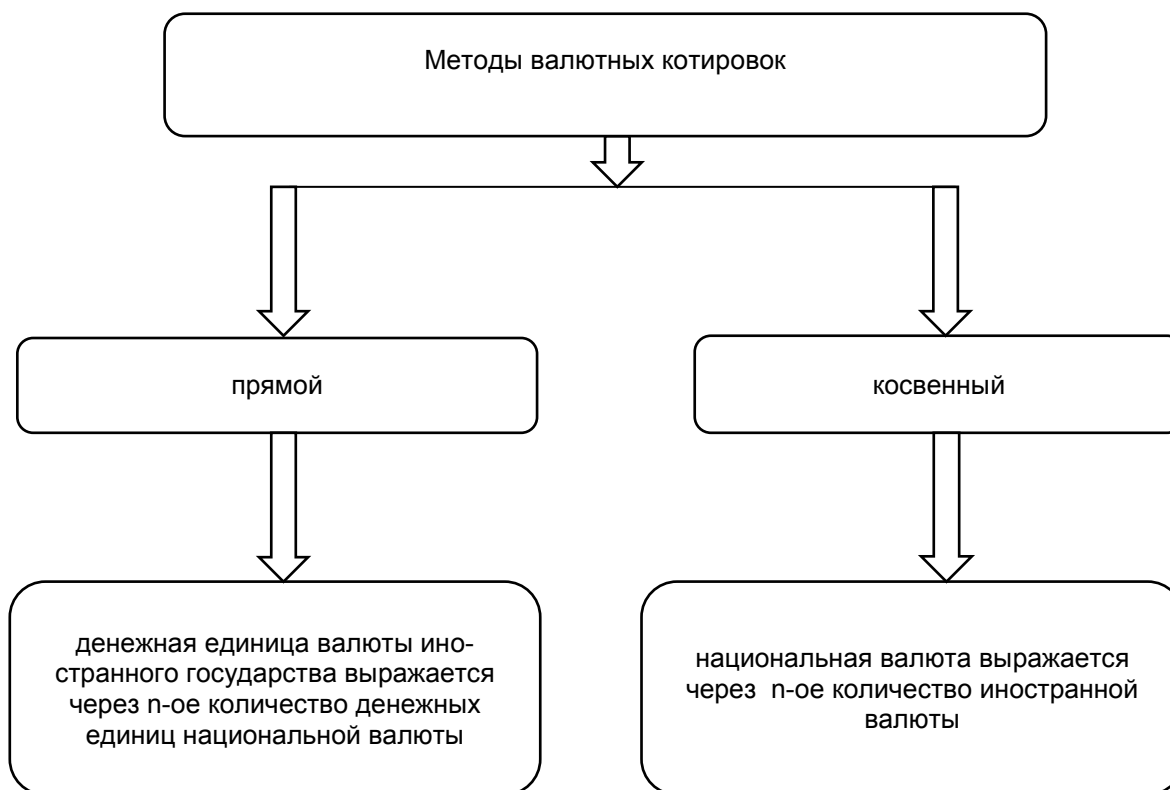 Методы валютных котировок
прямой
косвенный
денежная единица валюты ино-
странного государства выражается
через n-ое количество денежных
единиц национальной валюты
национальная валюта выражается
через  n-ое количество иностранной
валюты